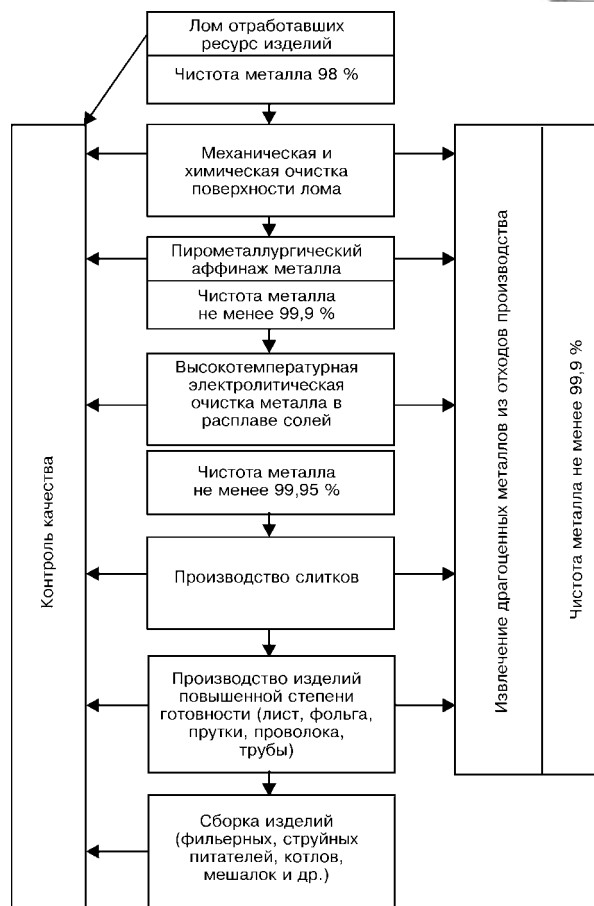 Лом отработавших
ресурс изделий
Чистота металла 98 %
Механическая и
химическая очистка
поверхности лома
Пирометаллургический
аффинаж металла
Чистота металла
не менее 99,9 %
Высокотемпературная
электролитическая
очистка металла в
расплаве солей
Чистота металла
не менее 99,95 %
Производство слитков
Производство изделий
повышенной степени
готовности (лист, фольга,
прутки, проволока,
трубы)
Сборка изделий
(фильерных, струйных
питателей, котлов,
мешалок и др.)
Контроль качества
Извлечение драгоценных металлов из отходов производства
Чистота металла не менее 99,9 %